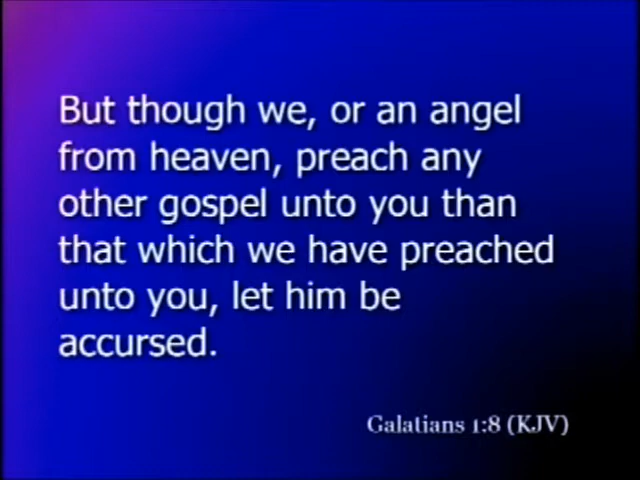 But though we, or an angel
from heaven, preach any
other gospel unto you than
that which we have preached
unto you, let him be
accursed.
Galatians 1:8 (KJV)